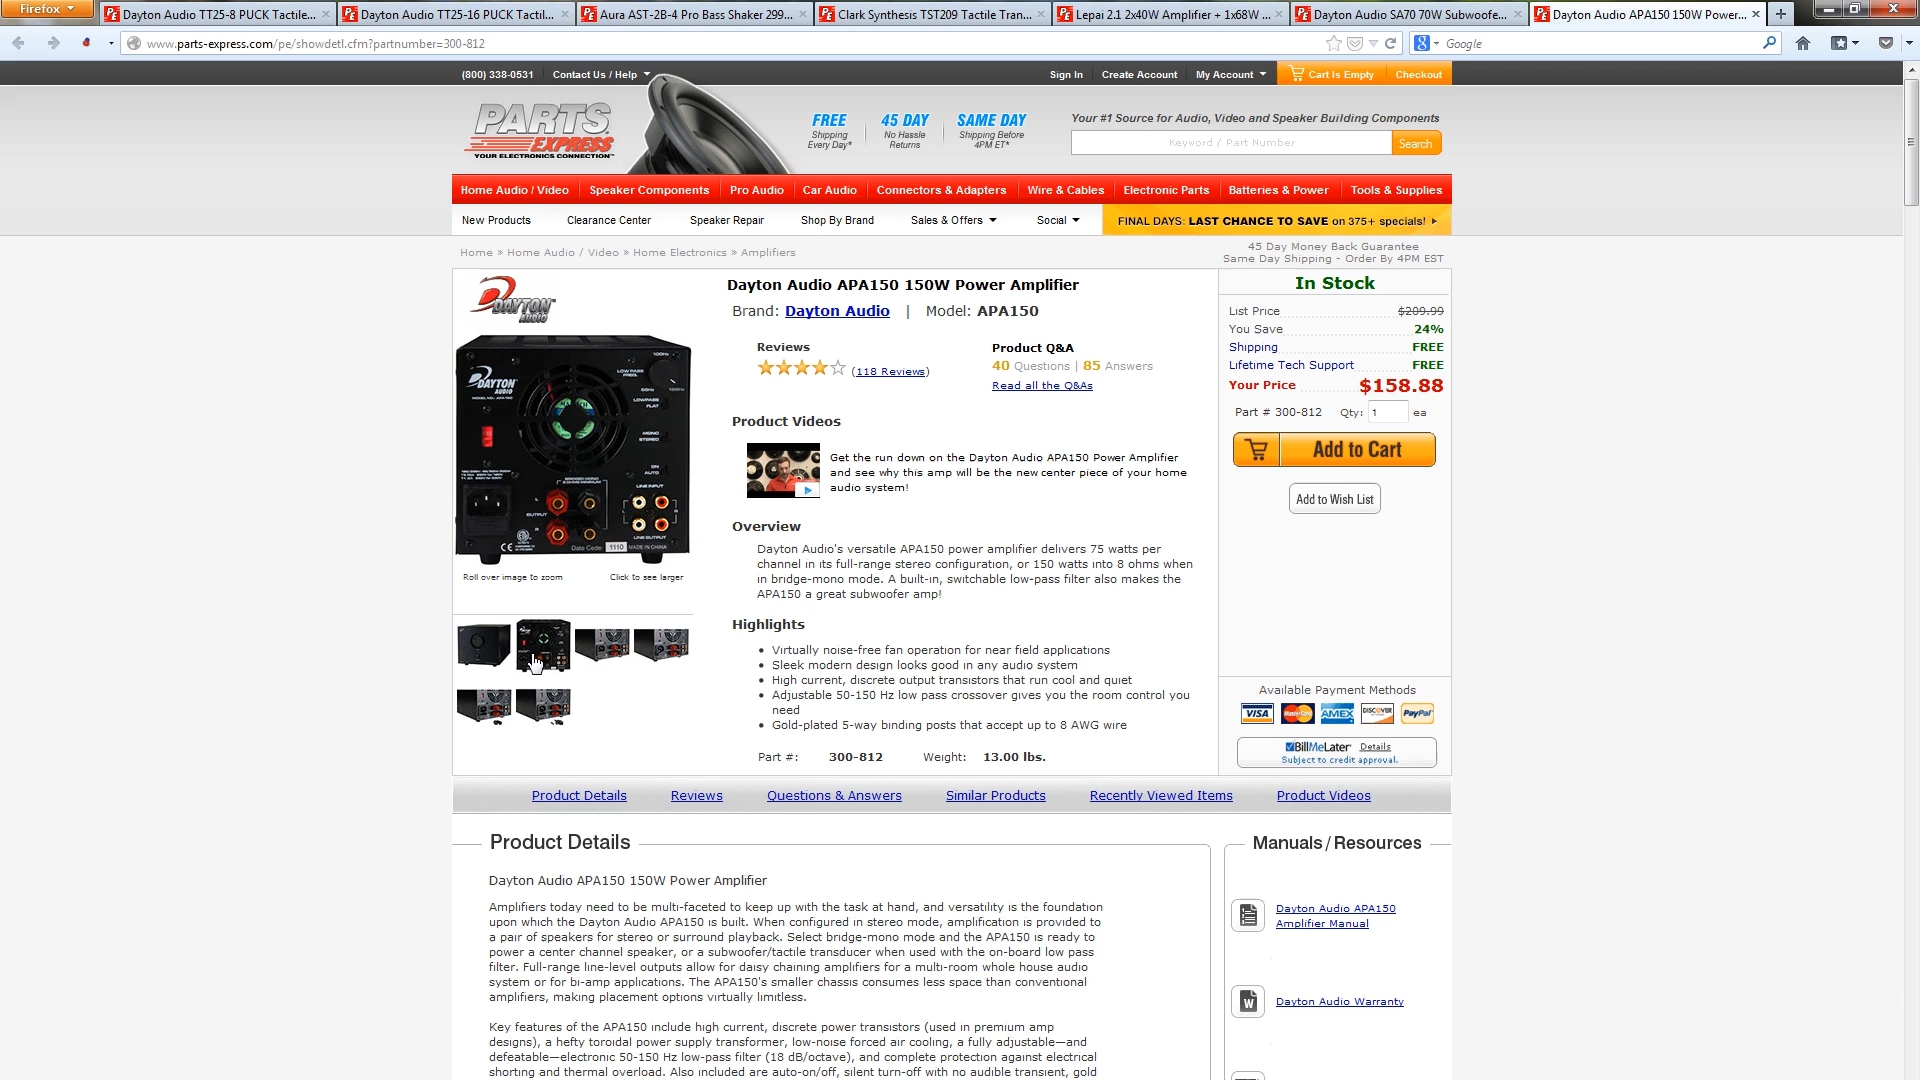 Firefox
Dayton Audio TT25-8 PUCK Tactile...
Dayton Audio TT25-16 PUCK Tactil...
Aura AST-2B-4 Pro Bass Shaker 299...
Clark Synthesis TST209 Tactile Tran...
Lepai 2.1 2x40W Amplifier + 1x68W ...
Dayton Audio SA70 70W Subwoofe...
Dayton Audio APA150 150W Power...
www.parts-express.com/pe/showdetl.cfm?partnumber=300-812
Google
(800) 338-0531
Contact Us / Help
Sign In
Create Account
My Account
Cart Is Empty
Checkout
PARTS EXPRESS
YOUR ELECTRONICS CONNECTION
FREE
Shipping
Every Day*
45 DAY
No Hassle
Returns
SAME DAY
Shipping Before
4PM ET*
Your #1 Source for Audio, Video and Speaker Building Components
Keyword / Part Number
Search
Home Audio / Video
Speaker Components
Pro Audio
Car Audio
Connectors & Adapters
Wire & Cables
Electronic Parts
Batteries & Power
Tools & Supplies
New Products
Clearance Center
Speaker Repair
Shop By Brand
Sales & Offers
Social
FINAL DAYS: LAST CHANCE TO SAVE on 375+ specials!
Home » Home Audio / Video » Home Electronics » Amplifiers
45 Day Money Back Guarantee
Same Day Shipping - Order By 4PM EST
DAYTON AUDIO
Dayton Audio APA150 150W Power Amplifier
Brand: Dayton Audio | Model: APA150
Reviews
(118 Reviews)
Product Q&A
40 Questions | 85 Answers
Read all the Q&As
Product Videos
Get the run down on the Dayton Audio APA150 Power Amplifier
and see why this amp will be the new center piece of your home
audio system!
Overview
Dayton Audio's versatile APA150 power amplifier delivers 75 watts per
channel in its full-range stereo configuration, or 150 watts into 8 ohms when
in bridge-mono mode. A built-in, switchable low-pass filter also makes the
APA150 a great subwoofer amp!
Highlights
Virtually noise-free fan operation for near field applications
Sleek modern design looks good in any audio system
High current, discrete output transistors that run cool and quiet
Adjustable 50-150 Hz low pass crossover gives you the room control you
need
Gold-plated 5-way binding posts that accept up to 8 AWG wire
Part #: 300-812 Weight: 13.00 lbs.
DAYTON AUDIO
LOW PASS
FREQ.
100Hz
50Hz
LOWPASS
FLAT
MONO
STEREO
ON
AUTO
LINE INPUT
OUTPUT
L
R
LINE OUTPUT
Date Code: 1110 MADE IN CHINA
Roll over image to zoom
Click to see larger
In Stock
List Price $209.99
You Save 24%
Shipping FREE
Lifetime Tech Support FREE
Your Price $158.88
Part # 300-812 Qty: 1 ea
Add to Cart
Add to Wish List
Available Payment Methods
VISA
MasterCard
AMEX
DISCOVER
PayPal
BillMeLater Details
Subject to credit approval.
Product Details
Reviews
Questions & Answers
Similar Products
Recently Viewed Items
Product Videos
Product Details
Dayton Audio APA150 150W Power Amplifier
Amplifiers today need to be multi-faceted to keep up with the task at hand, and versatility is the foundation
upon which the Dayton Audio APA150 is built. When configured in stereo mode, amplification is provided to
a pair of speakers for stereo or surround playback. Select bridge-mono mode and the APA150 is ready to
power a center channel speaker, or a subwoofer/tactile transducer when used with the on-board low pass
filter. Full-range line-level outputs allow for daisy chaining amplifiers for a multi-room whole house audio
system or for bi-amp applications. The APA150's smaller chassis consumes less space than conventional
amplifiers, making placement options virtually limitless.
Key features of the APA150 include high current, discrete power transistors (used in premium amp
designs), a hefty toroidal power supply transformer, low-noise forced air cooling, a fully adjustable—and
defeatable—electronic 50-150 Hz low-pass filter (18 dB/octave), and complete protection against electrical
shorting and thermal overload. Also included are auto-on/off, silent turn-off with no audible transient, gold
Manuals/Resources
Dayton Audio APA150
Amplifier Manual
Dayton Audio Warranty